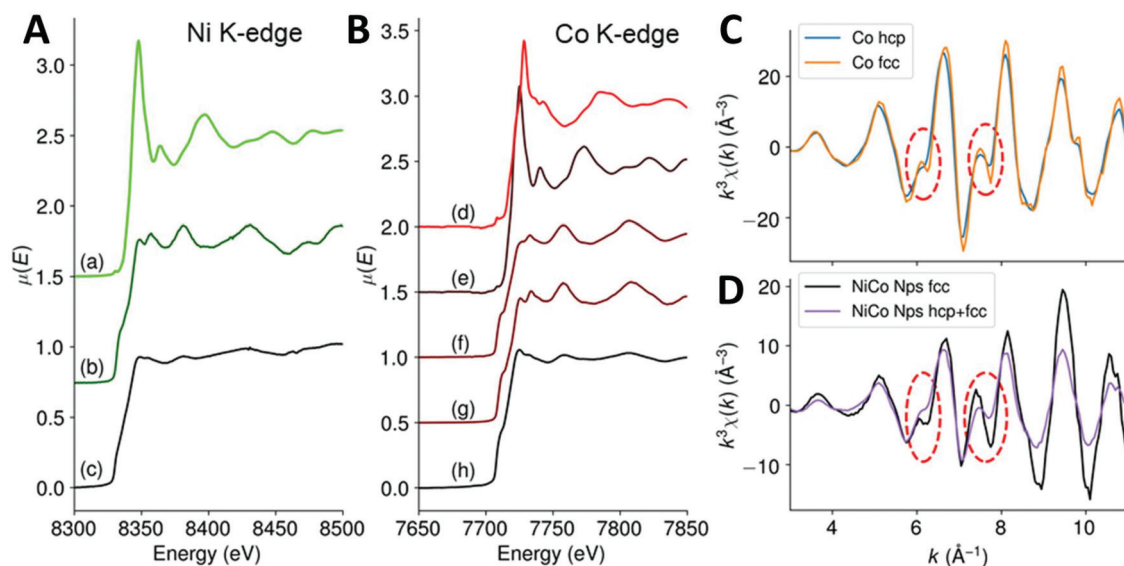 A
Ni K-edge
3.0
2.5
2.0
1.5
1.0
0.5
0.0
μ(E)
(a)
(b)
(c)
8300 8350 8400 8450 8500
Energy (eV)
B
Co K-edge
3.5
3.0
2.5
2.0
1.5
1.0
0.5
0.0
μ(E)
(d)
(e)
(f)
(g)
(h)
7650 7700 7750 7800 7850
Energy (eV)
C
Co hcp
Co fcc
20
0
−20
k³χ(k) (Å⁻³)
D
NiCo Nps fcc
NiCo Nps hcp+fcc
20
10
0
−10
k³χ(k) (Å⁻³)
4 6 8 10
k (Å⁻¹)